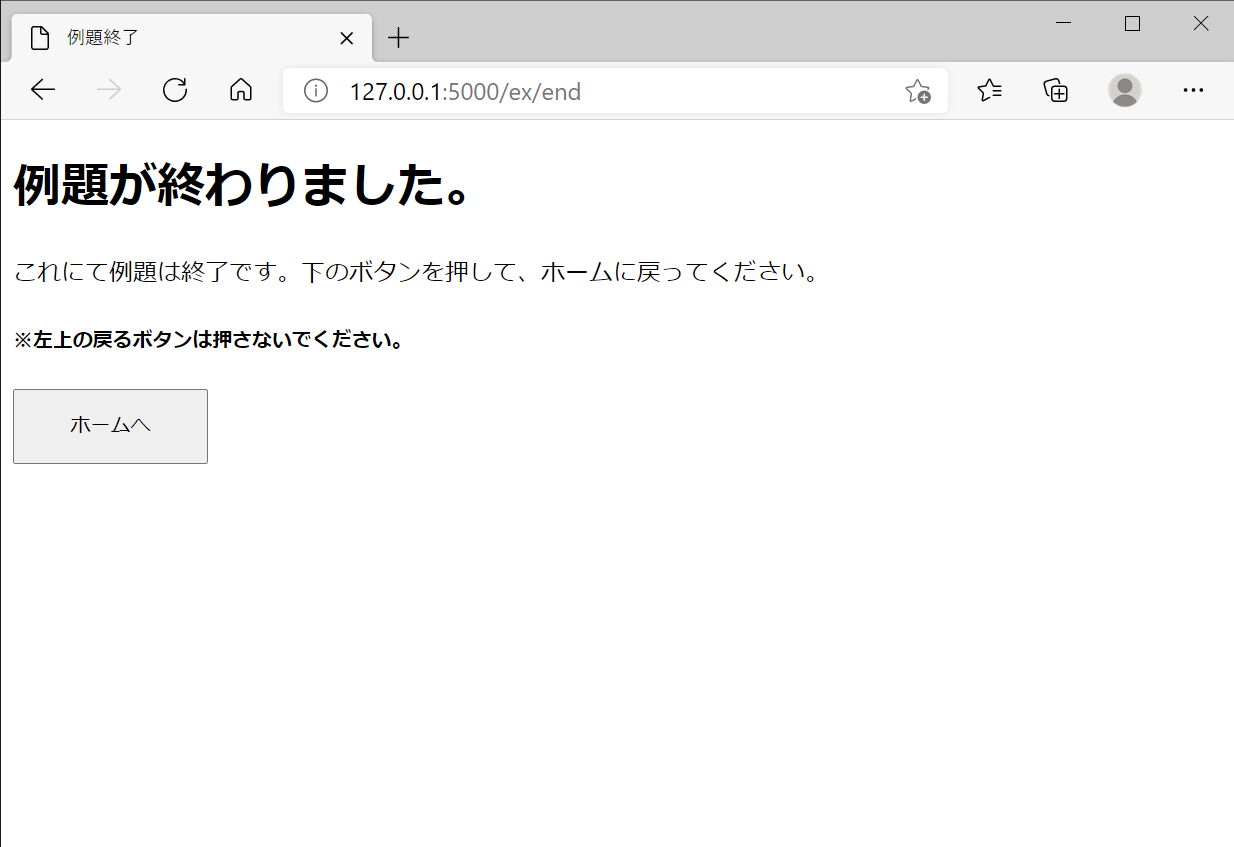 例題終了
127.0.0.1:5000/ex/end
例題が終わりました。
これにて例題は終了です。下のボタンを押して、ホームに戻ってください。
※左上の戻るボタンは押さないでください。
ホームへ